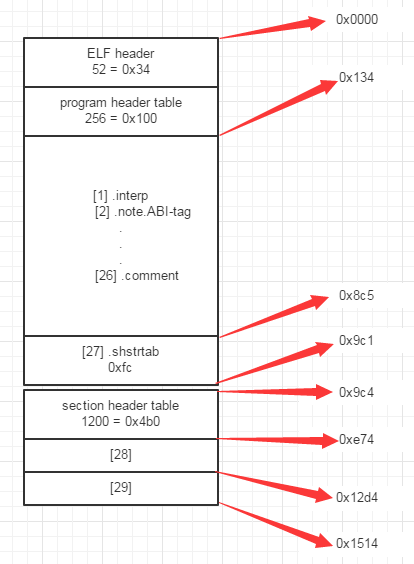 ELF header
52 = 0x34
program header table
256 = 0x100
[1] .interp
[2] .note.ABI-tag
.
.
.
[26] .comment
[27] .shstrtab
0xfc
section header table
1200 = 0x4b0
[28]
[29]
0x0000
0x134
0x8c5
0x9c1
0x9c4
0xe74
0x12d4
0x1514